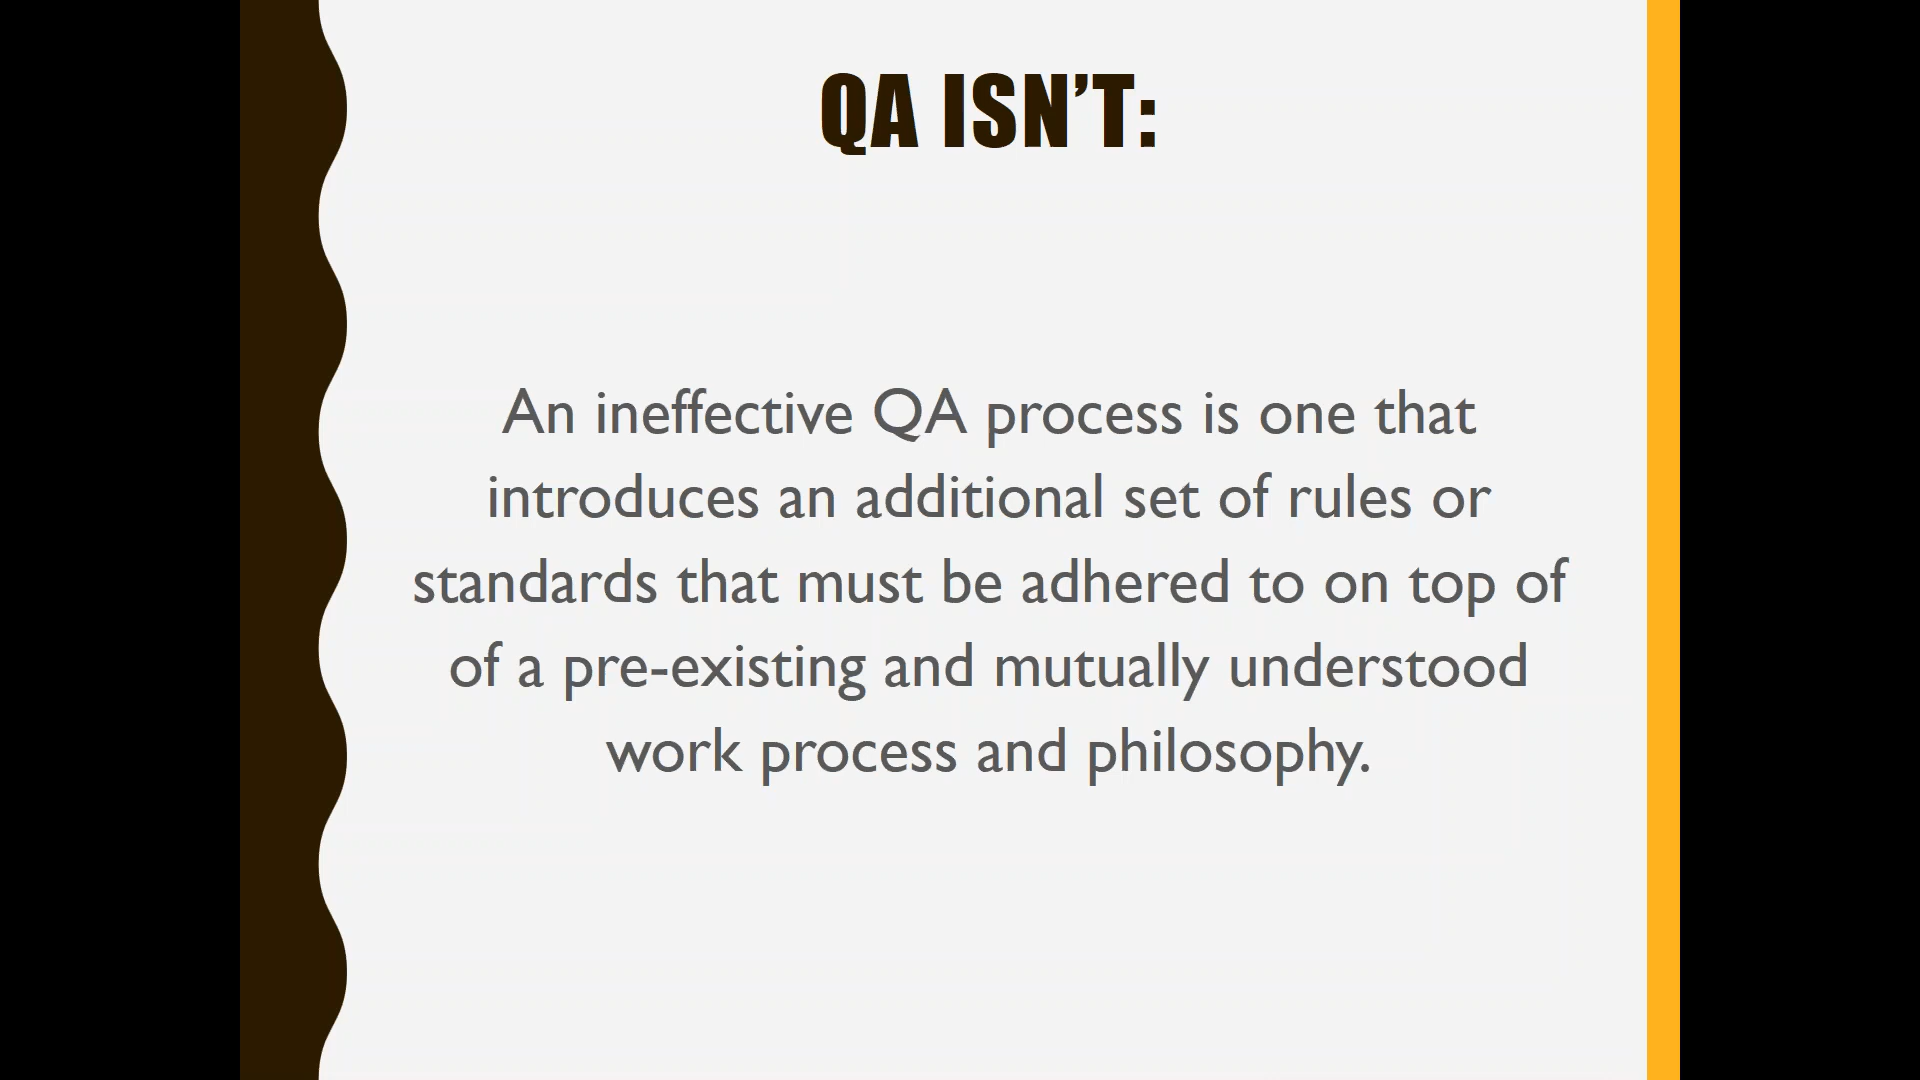 QA ISN’T:
An ineffective QA process is one that
introduces an additional set of rules or
standards that must be adhered to on top of
of a pre-existing and mutually understood
work process and philosophy.